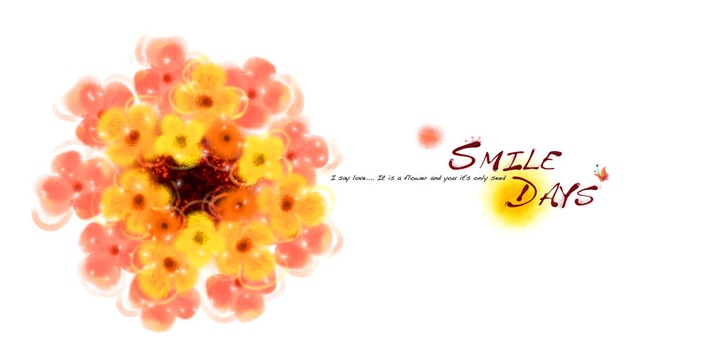 SMILE
I say love.... It is a flower and you it's only seed
DAYS